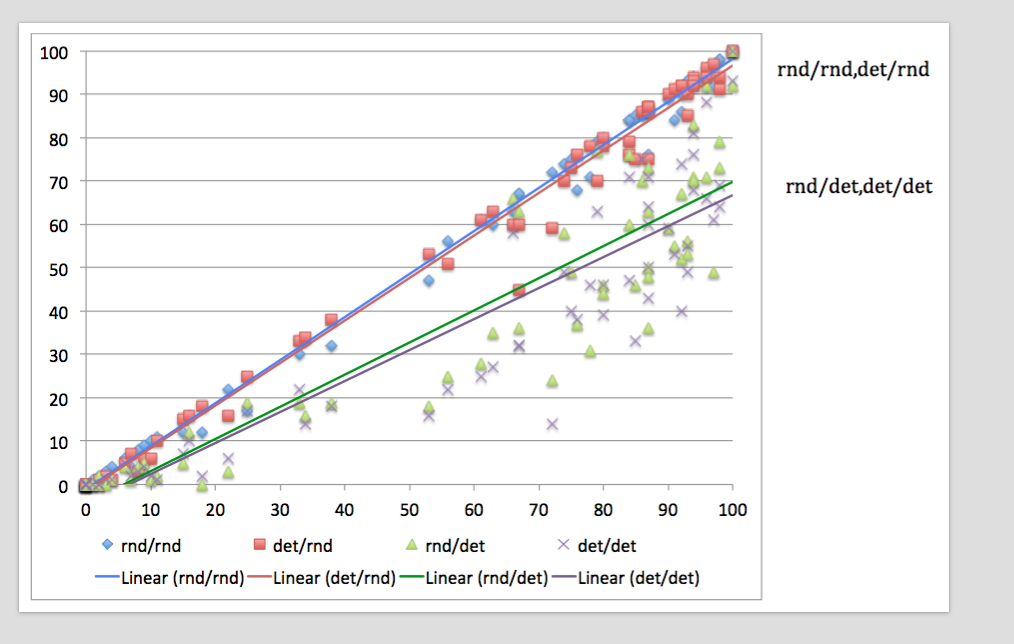 100
rnd/rnd,det/rnd
90
80
70
rnd/det,det/det
60
50
40
30
20
10
0
0 10 20 30 40 50 60 70 80 90 100
rnd/rnd det/rnd rnd/det det/det
Linear (rnd/rnd) Linear (det/rnd) Linear (rnd/det) Linear (det/det)